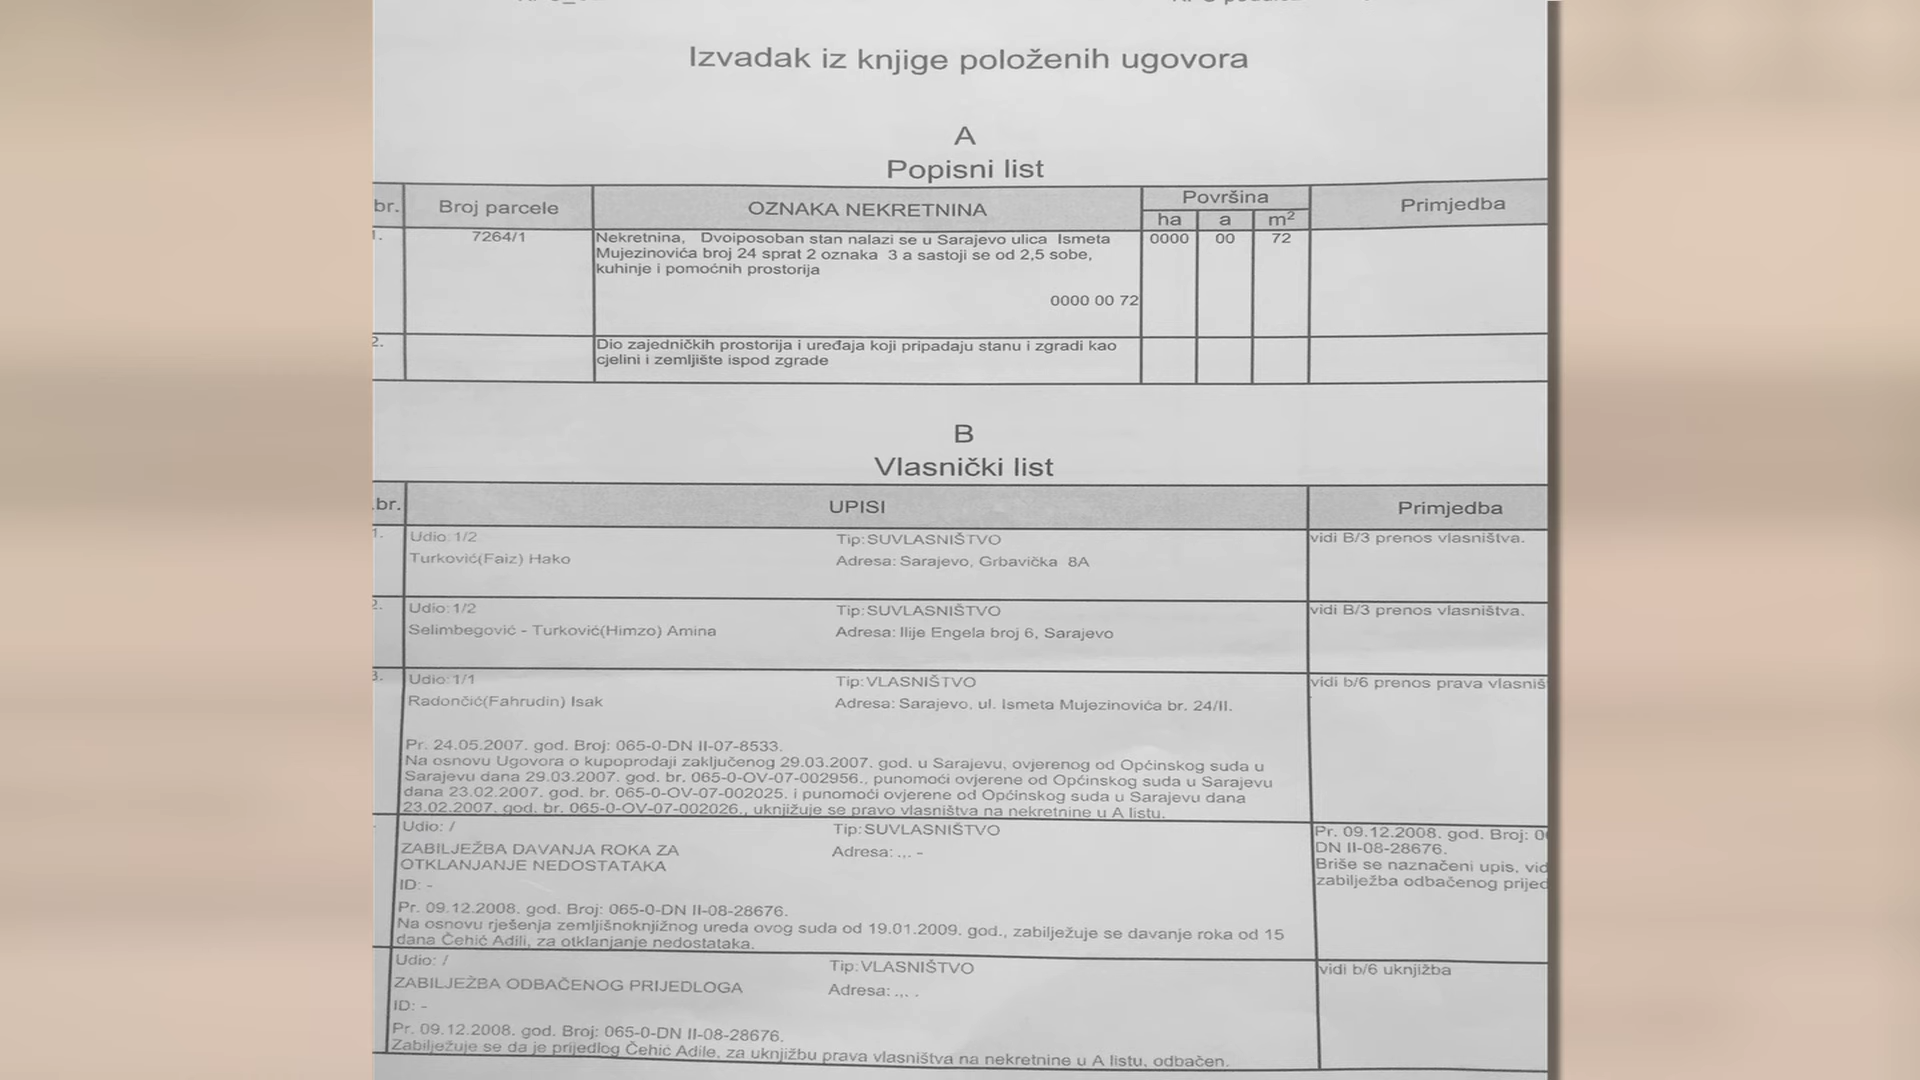 Izvadak iz knjige položenih ugovora
A
Popisni list
br. Broj parcele OZNAKA NEKRETNINA Površina Primjedba
ha a m²
1. 7264/1 Nekretnina, Dvoiposoban stan nalazi se u Sarajevo ulica Ismeta 0000 00 72
Mujezinovića broj 24 sprat 2 oznaka 3 a sastoji se od 2,5 sobe,
kuhinje i pomoćnih prostorija
0000 00 72
2. Dio zajedničkih prostorija i uređaja koji pripadaju stanu i zgradi kao
cjelini i zemljište ispod zgrade
B
Vlasnički list
.br. UPISI Primjedba
1. Udio: 1/2 Tip: SUVLASNIŠTVO vidi B/3 prenos vlasništva.
Turković(Faiz) Hako Adresa: Sarajevo, Grbavička 8A
2. Udio: 1/2 Tip: SUVLASNIŠTVO vidi B/3 prenos vlasništva.
Selimbegović - Turković(Himzo) Amina Adresa: Ilije Engela broj 6, Sarajevo
3. Udio: 1/1 Tip: VLASNIŠTVO vidi b/6 prenos prava vlasniš
Radončić(Fahrudin) Isak Adresa: Sarajevo, ul. Ismeta Mujezinovića br. 24/II.
Pr. 24.05.2007. god. Broj: 065-0-DN II-07-8533.
Na osnovu Ugovora o kupoprodaji zaključenog 29.03.2007. god. u Sarajevu, ovjerenog od Općinskog suda u
Sarajevu dana 29.03.2007. god. br. 065-0-OV-07-002956., punomoći ovjerene od Općinskog suda u Sarajevu
dana 23.02.2007. god. br. 065-0-OV-07-002025. i punomoći ovjerene od Općinskog suda u Sarajevu dana
23.02.2007. god. br. 065-0-OV-07-002026., uknjižuje se pravo vlasništva na nekretnine u A listu.
Udio: / Tip: SUVLASNIŠTVO Pr. 09.12.2008. god. Broj: 0
ZABILJEŽBA DAVANJA ROKA ZA Adresa: ., . - DN II-08-28676.
OTKLANJANJE NEDOSTATAKA Briše se naznačeni upis, vid
ID: - zabilježba odbačenog prijed
Pr. 09.12.2008. god. Broj: 065-0-DN II-08-28676.
Na osnovu rješenja zemljišnoknjižnog ureda ovog suda od 19.01.2009. god., zabilježuje se davanje roka od 15
dana Čehić Adili, za otklanjanje nedostataka.
Udio: / Tip: VLASNIŠTVO vidi b/6 uknjižba
ZABILJEŽBA ODBAČENOG PRIJEDLOGA Adresa: ., . .
ID: -
Pr. 09.12.2008. god. Broj: 065-0-DN II-08-28676.
Zabilježuje se da je prijedlog Čehić Adile, za uknjižbu prava vlasništva na nekretnine u A listu, odbačen.